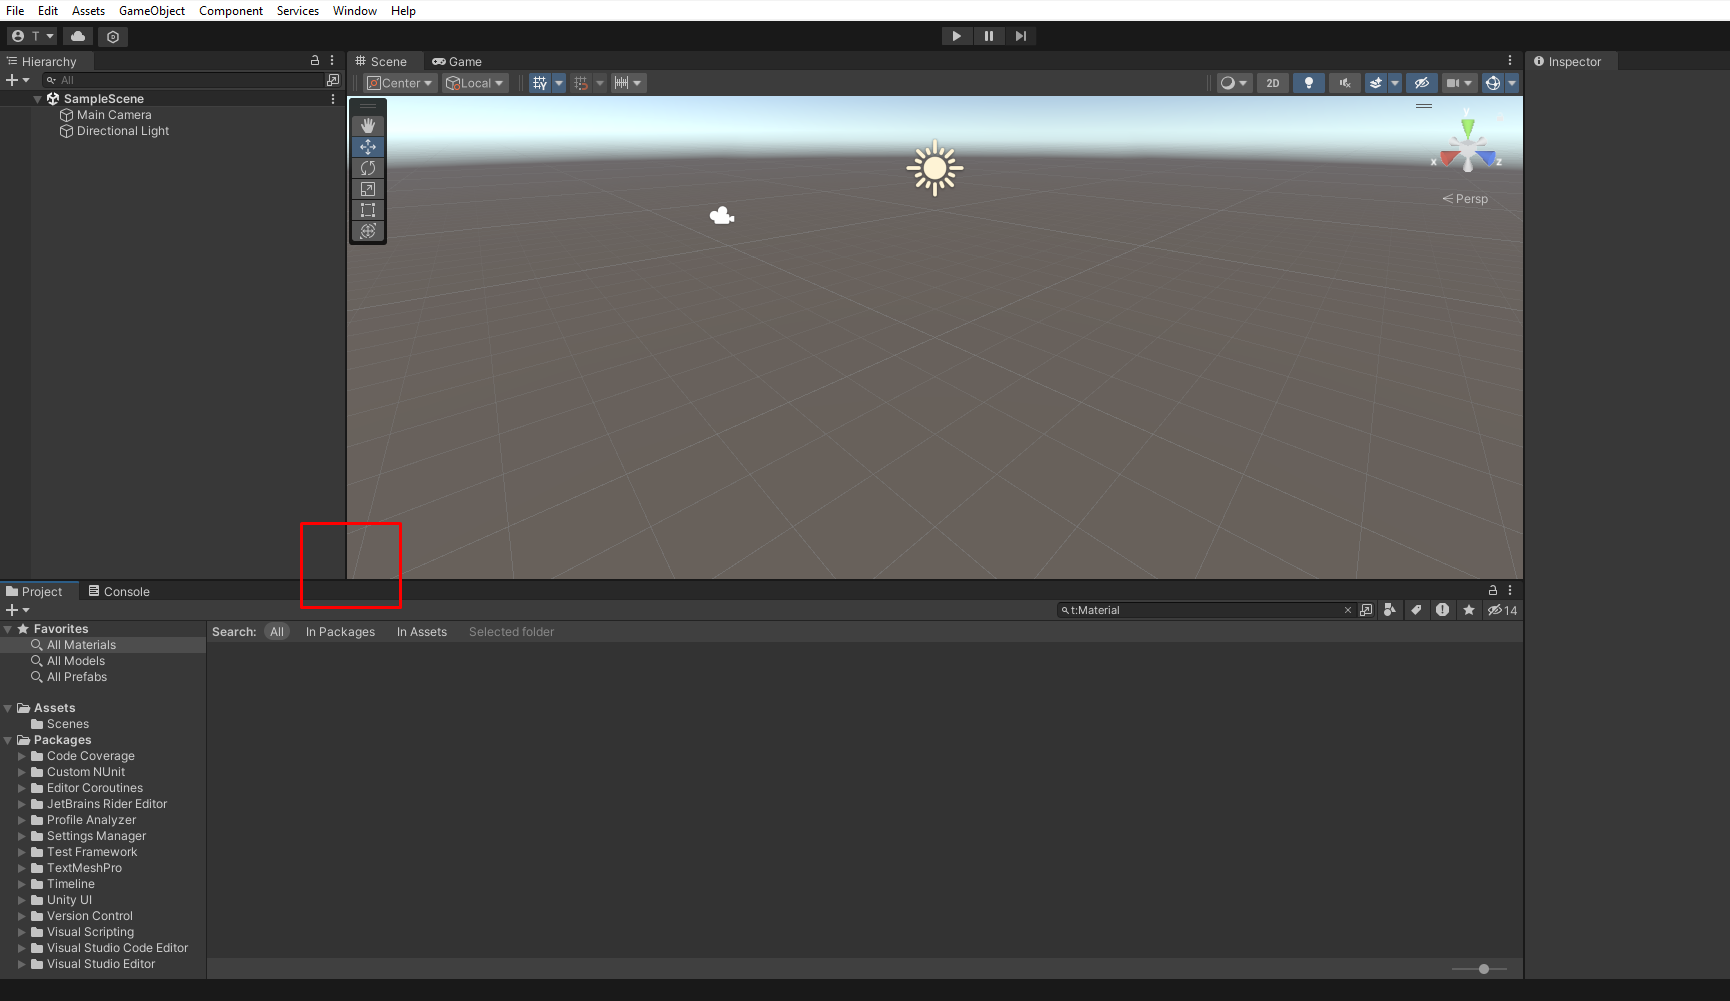 File Edit Assets GameObject Component Services Window Help
T
Hierarchy
All
SampleScene
Main Camera
Directional Light
Scene Game
Center Local
2D
y
x z
Persp
Inspector
Project Console
t:Material
14
Favorites
All Materials
All Models
All Prefabs
Assets
Scenes
Packages
Code Coverage
Custom NUnit
Editor Coroutines
JetBrains Rider Editor
Profile Analyzer
Settings Manager
Test Framework
TextMeshPro
Timeline
Unity UI
Version Control
Visual Scripting
Visual Studio Code Editor
Visual Studio Editor
Search: All In Packages In Assets Selected folder